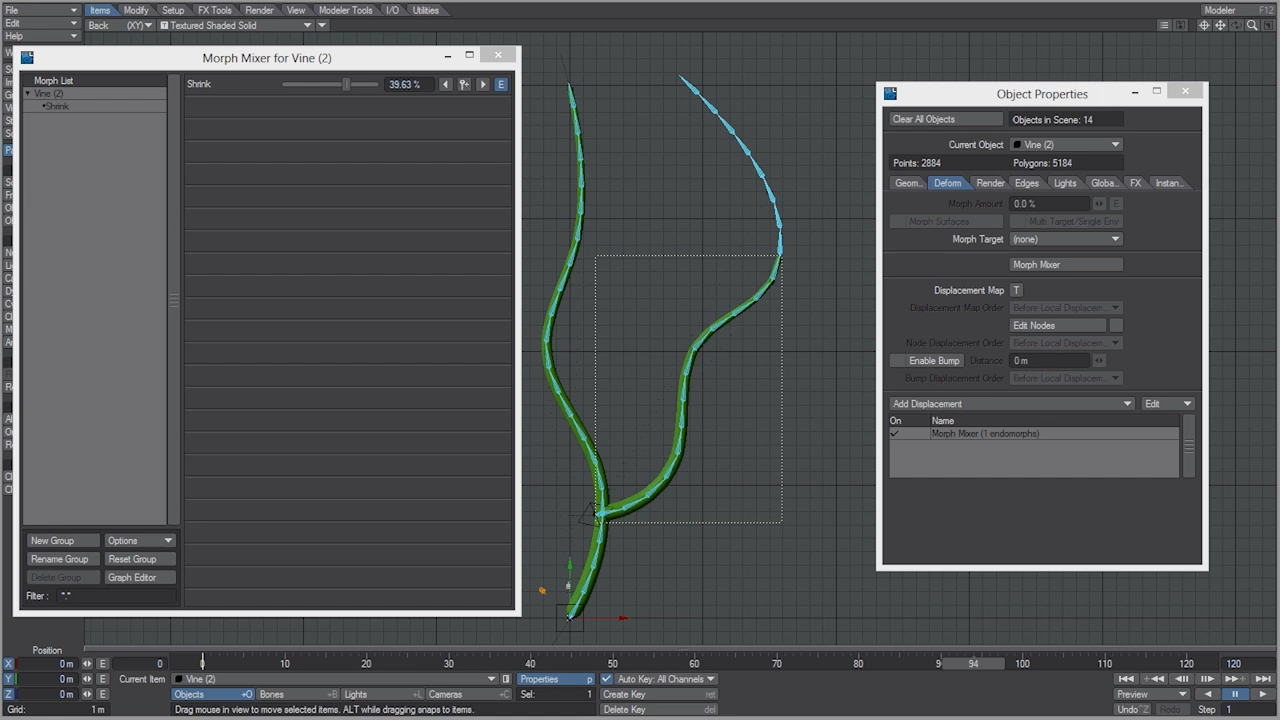 File Items Modify Setup FX Tools Render View Modeler Tools I/O Utilities Modeler F12
Edit Back (XY) Textured Shaded Solid
Help
Morph Mixer for Vine (2)
Morph List
Vine (2)
•Shrink
Shrink 39.63 % E
New Group Options
Rename Group Reset Group
Delete Group Graph Editor
Filter : *.*
Object Properties
Clear All Objects Objects in Scene: 14
Current Object Vine (2)
Points: 2884 Polygons: 5184
Geom... Deform Render Edges Lights Globa... FX Instan...
Morph Amount 0.0 % E
Morph Surfaces Multi Target/Single Env
Morph Target (none)
Morph Mixer
Displacement Map T
Displacement Map Order Before Local Displacem...
Edit Nodes
Node Displacement Order Before Local Displacem...
Enable Bump Distance 0 m
Bump Displacement Order Before Local Displacem...
Add Displacement Edit
On Name
Morph Mixer (1 endomorphs)
Position
X 0 m E 0 0 10 20 30 40 50 60 70 80 94 100 110 120 120
Y 0 m E Current Item Vine (2) Properties p Auto Key: All Channels
Z 0 m E Objects +O Bones +B Lights +L Cameras +C Sel: 1 Create Key ret Preview
Grid: 1 m Drag mouse in view to move selected items. ALT while dragging snaps to items. Delete Key del Undo ^Z Redo Step 1